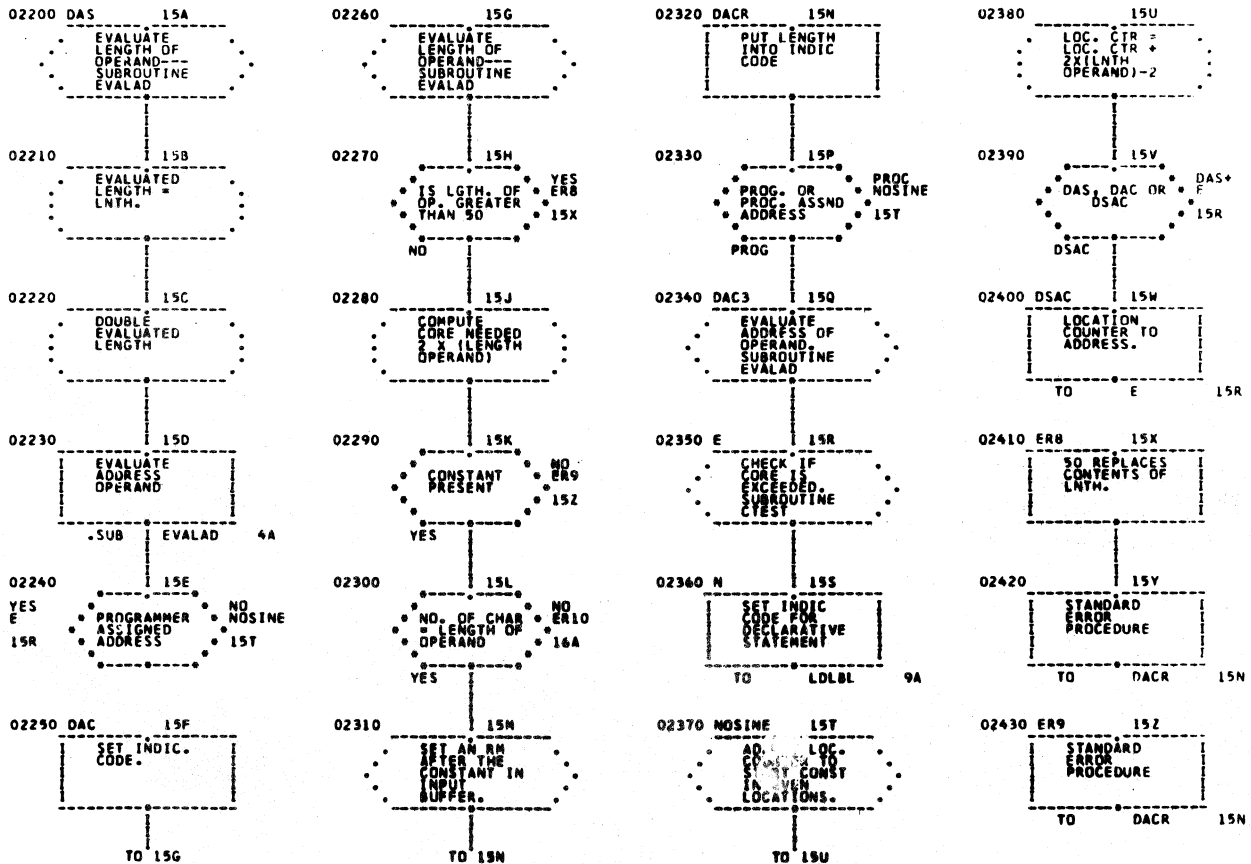 02200 DAS 15A
EVALUATE
LENGTH OF
OPERAND---
SUBROUTINE
EVALAD
02210 15B
EVALUATED
LENGTH =
LNTH.
02220 15C
DOUBLE
EVALUATED
LENGTH
02230 15D
EVALUATE
ADDRESS
OPERAND
.SUB EVALAD 4A
02240 15E
YES
E
15R
PROGRAMMER
ASSIGNED
ADDRESS
NO
NOSINE
15T
02250 DAC 15F
SET INDIC.
CODE.
TO 15G
02260 15G
EVALUATE
LENGTH OF
OPERAND---
SUBROUTINE
EVALAD
02270 15H
IS LGTH. OF
OP. GREATER
THAN 50
YES
ER8
15X
NO
02280 15J
COMPUTE
CORE NEEDED
2 X (LENGTH
OPERAND)
02290 15K
CONSTANT
PRESENT
NO
ER9
15Z
YES
02300 15L
NO. OF CHAR
= LENGTH OF
OPERAND
NO
ER10
16A
YES
02310 15M
SET AN RM
AFTER THE
CONSTANT IN
INPUT
BUFFER.
TO 15N
02320 DACR 15N
PUT LENGTH
INTO INDIC
CODE
02330 15P
PROG. OR
PROC. ASSND
ADDRESS
PROC
NOSINE
15T
PROG
02340 DAC3 15Q
EVALUATE
ADDRESS OF
OPERAND.
SUBROUTINE
EVALAD
02350 E 15R
CHECK IF
CORE IS
EXCEEDED.
SUBROUTINE
CTEST
02360 N 15S
SET INDIC
CODE FOR
DECLARATIVE
STATEMENT
TO LDLBL 9A
02370 NOSINE 15T
LOC.
TO
CONST
LOCATIONS.
TO 15U
02380 15U
LOC. CTR =
LOC. CTR +
2X(LNTH
OPERAND)-2
02390 15V
DAS, DAC OR
DSAC
DAS+
E
15R
DSAC
02400 DSAC 15W
LOCATION
COUNTER TO
ADDRESS.
TO E 15R
02410 ER8 15X
50 REPLACES
CONTENTS OF
LNTH.
02420 15Y
STANDARD
ERROR
PROCEDURE
TO DACR 15N
02430 ER9 15Z
STANDARD
ERROR
PROCEDURE
TO DACR 15N